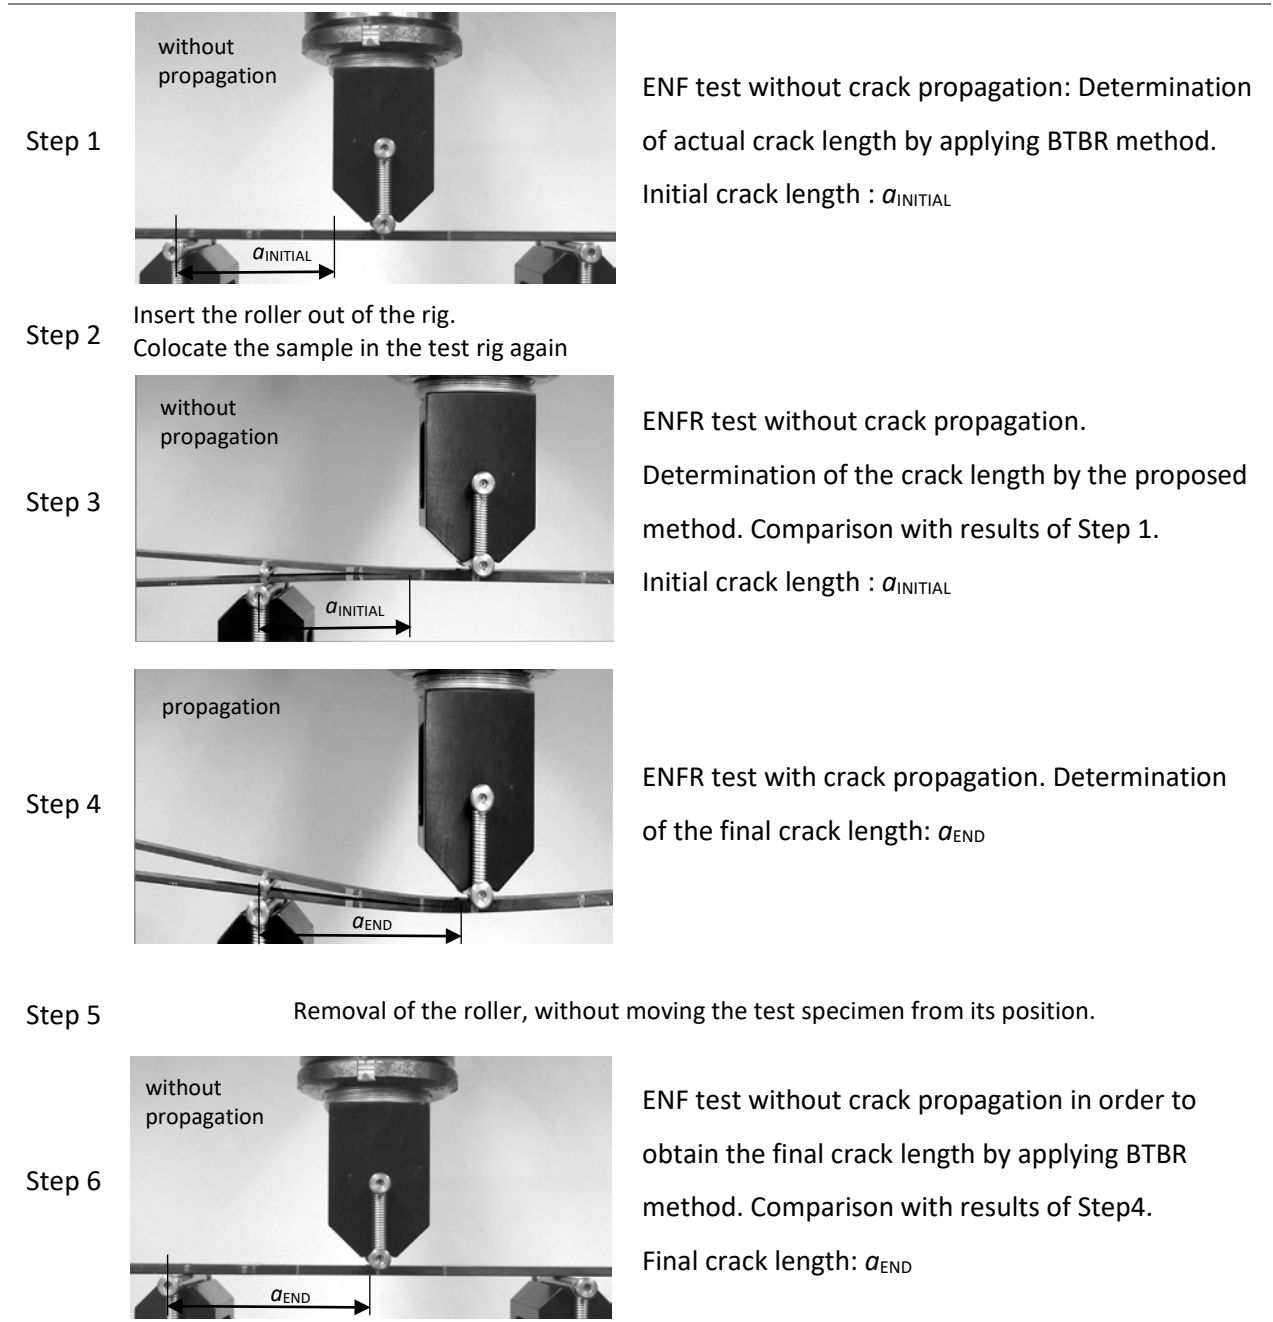 without
propagation
Step 1
ENF test without crack propagation: Determination
of actual crack length by applying BTBR method.
Initial crack length : aINITIAL
aINITIAL
Step 2
Insert the roller out of the rig.
Colocate the sample in the test rig again
without
propagation
Step 3
ENFR test without crack propagation.
Determination of the crack length by the proposed
method. Comparison with results of Step 1.
Initial crack length : aINITIAL
aINITIAL
propagation
Step 4
ENFR test with crack propagation. Determination
of the final crack length: aEND
aEND
Step 5
Removal of the roller, without moving the test specimen from its position.
without
propagation
Step 6
ENF test without crack propagation in order to
obtain the final crack length by applying BTBR
method. Comparison with results of Step4.
Final crack length: aEND
aEND